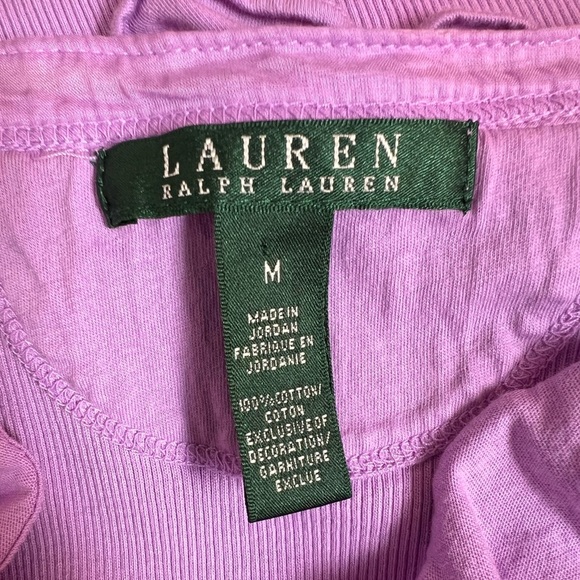 LAUREN
RALPH LAUREN
M
MADE IN
JORDAN
FABRIQUE EN
JORDANIE
100% COTTON/
COTON
EXCLUSIVE OF
DECORATION/
GARNITURE
EXCLUE